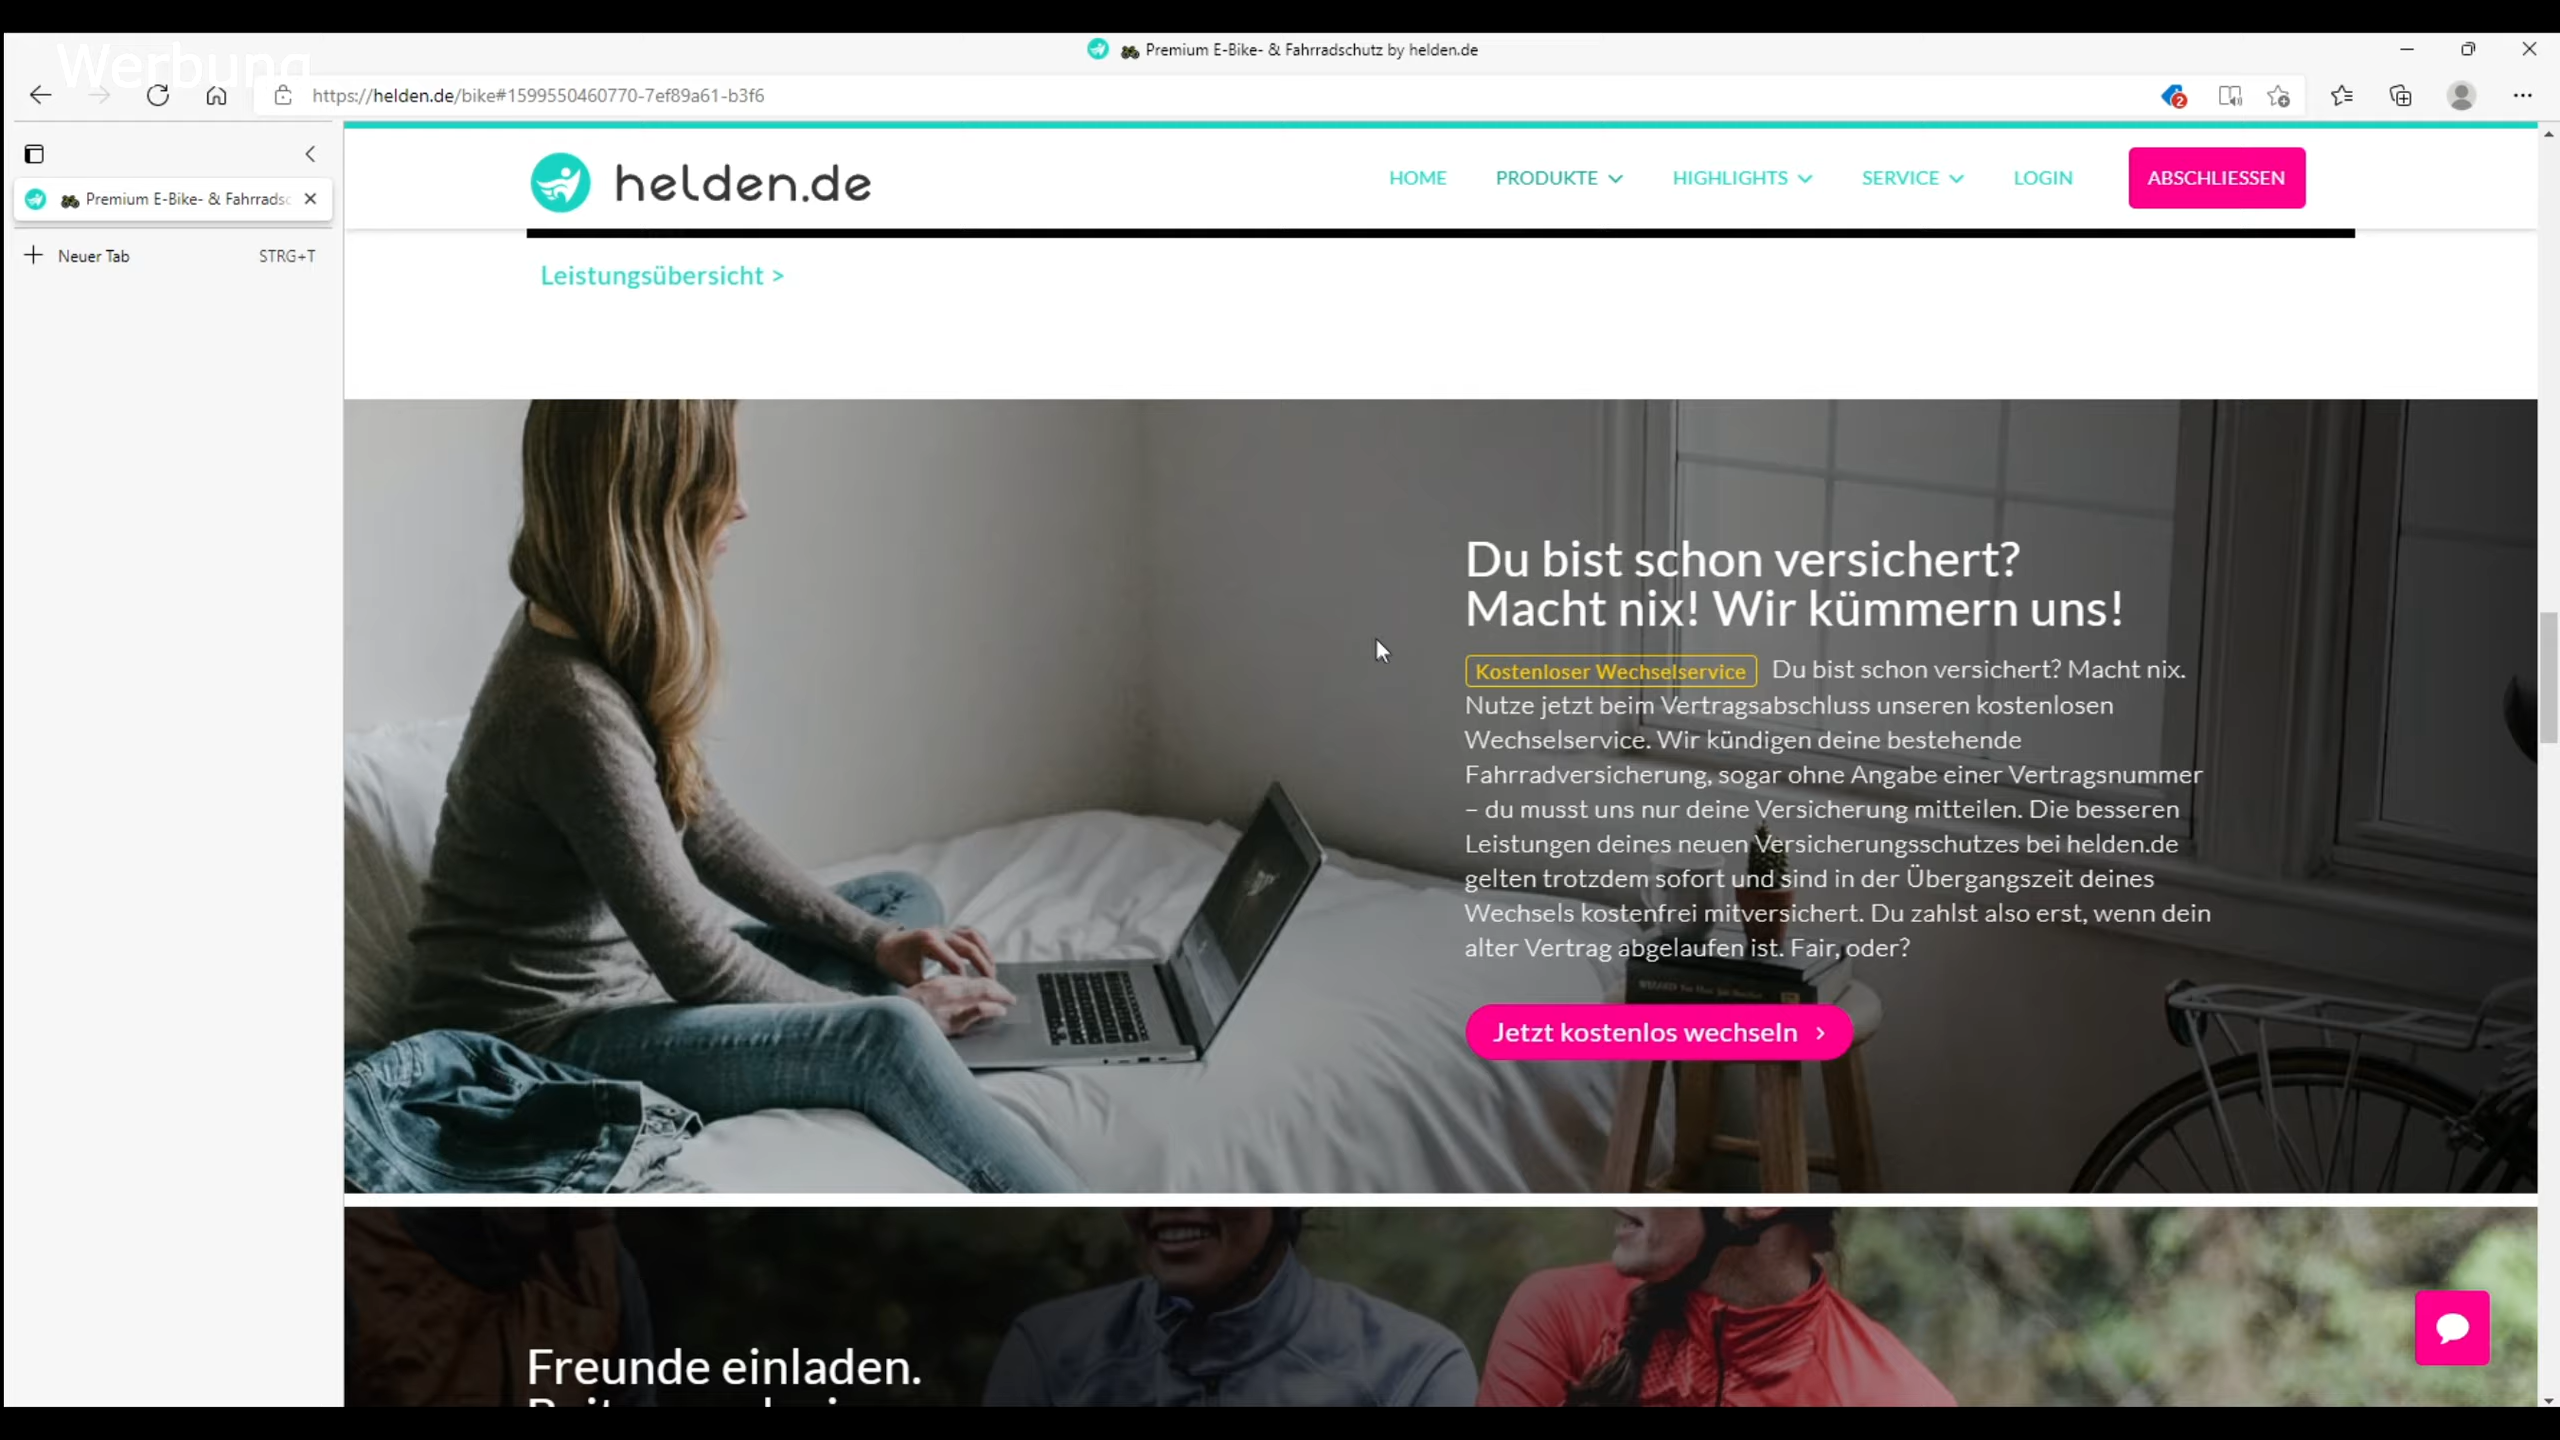 Werbung
Premium E-Bike- & Fahrradschutz by helden.de
https://helden.de/bike#1599550460770-7ef89a61-b3f6
2
Premium E-Bike- & Fahrradsc
Neuer Tab STRG+T
helden.de
HOME PRODUKTE HIGHLIGHTS SERVICE LOGIN ABSCHLIESSEN
Leistungsübersicht >
Du bist schon versichert?
Macht nix! Wir kümmern uns!
Kostenloser Wechselservice Du bist schon versichert? Macht nix.
Nutze jetzt beim Vertragsabschluss unseren kostenlosen
Wechselservice. Wir kündigen deine bestehende
Fahrradversicherung, sogar ohne Angabe einer Vertragsnummer
– du musst uns nur deine Versicherung mitteilen. Die besseren
Leistungen deines neuen Versicherungsschutzes bei helden.de
gelten trotzdem sofort und sind in der Übergangszeit deines
Wechsels kostenfrei mitversichert. Du zahlst also erst, wenn dein
alter Vertrag abgelaufen ist. Fair, oder?
Jetzt kostenlos wechseln >
Freunde einladen.